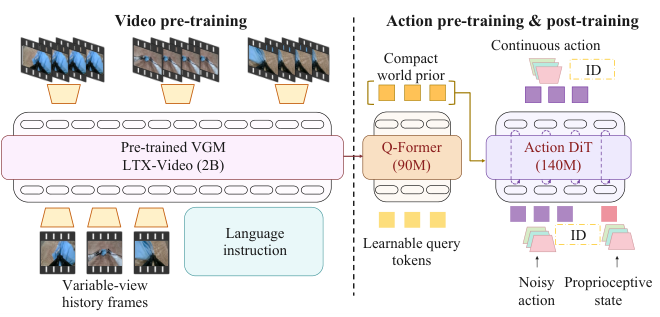 Video pre-training
Action pre-training & post-training
Continuous action
ID
Compact
world prior
Pre-trained VGM
LTX-Video (2B)
Q-Former
(90M)
Action DiT
(140M)
Language
instruction
Learnable query
tokens
ID
Variable-view
history frames
Noisy
action
Proprioceptive
state